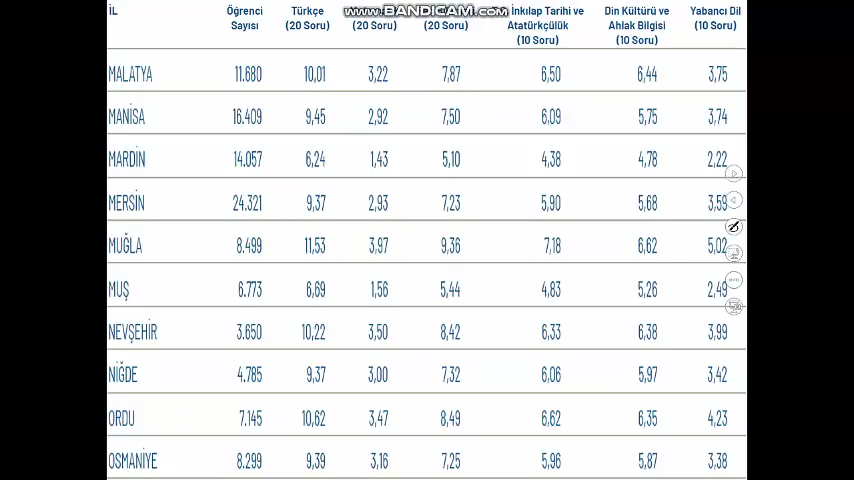 www.BANDICAM.com
İL Öğrenci Sayısı Türkçe (20 Soru) (20 Soru) (20 Soru) İnkılap Tarihi ve Atatürkçülük (10 Soru) Din Kültürü ve Ahlak Bilgisi (10 Soru) Yabancı Dil (10 Soru)
MALATYA 11.680 10,01 3,22 7,87 6,50 6,44 3,75
MANİSA 16.409 9,45 2,92 7,50 6,09 5,75 3,74
MARDİN 14.057 6,24 1,43 5,10 4,38 4,78 2,22
MERSİN 24.321 9,37 2,93 7,23 5,90 5,68 3,59
MUĞLA 8.499 11,53 3,97 9,36 7,18 6,62 5,02
MUŞ 6.773 6,69 1,56 5,44 4,83 5,26 2,49
NEVŞEHİR 3.650 10,22 3,50 8,42 6,33 6,38 3,99
NİĞDE 4.785 9,37 3,00 7,32 6,06 5,97 3,42
ORDU 7.145 10,62 3,47 8,49 6,62 6,35 4,23
OSMANİYE 8.299 9,39 3,16 7,25 5,96 5,87 3,38